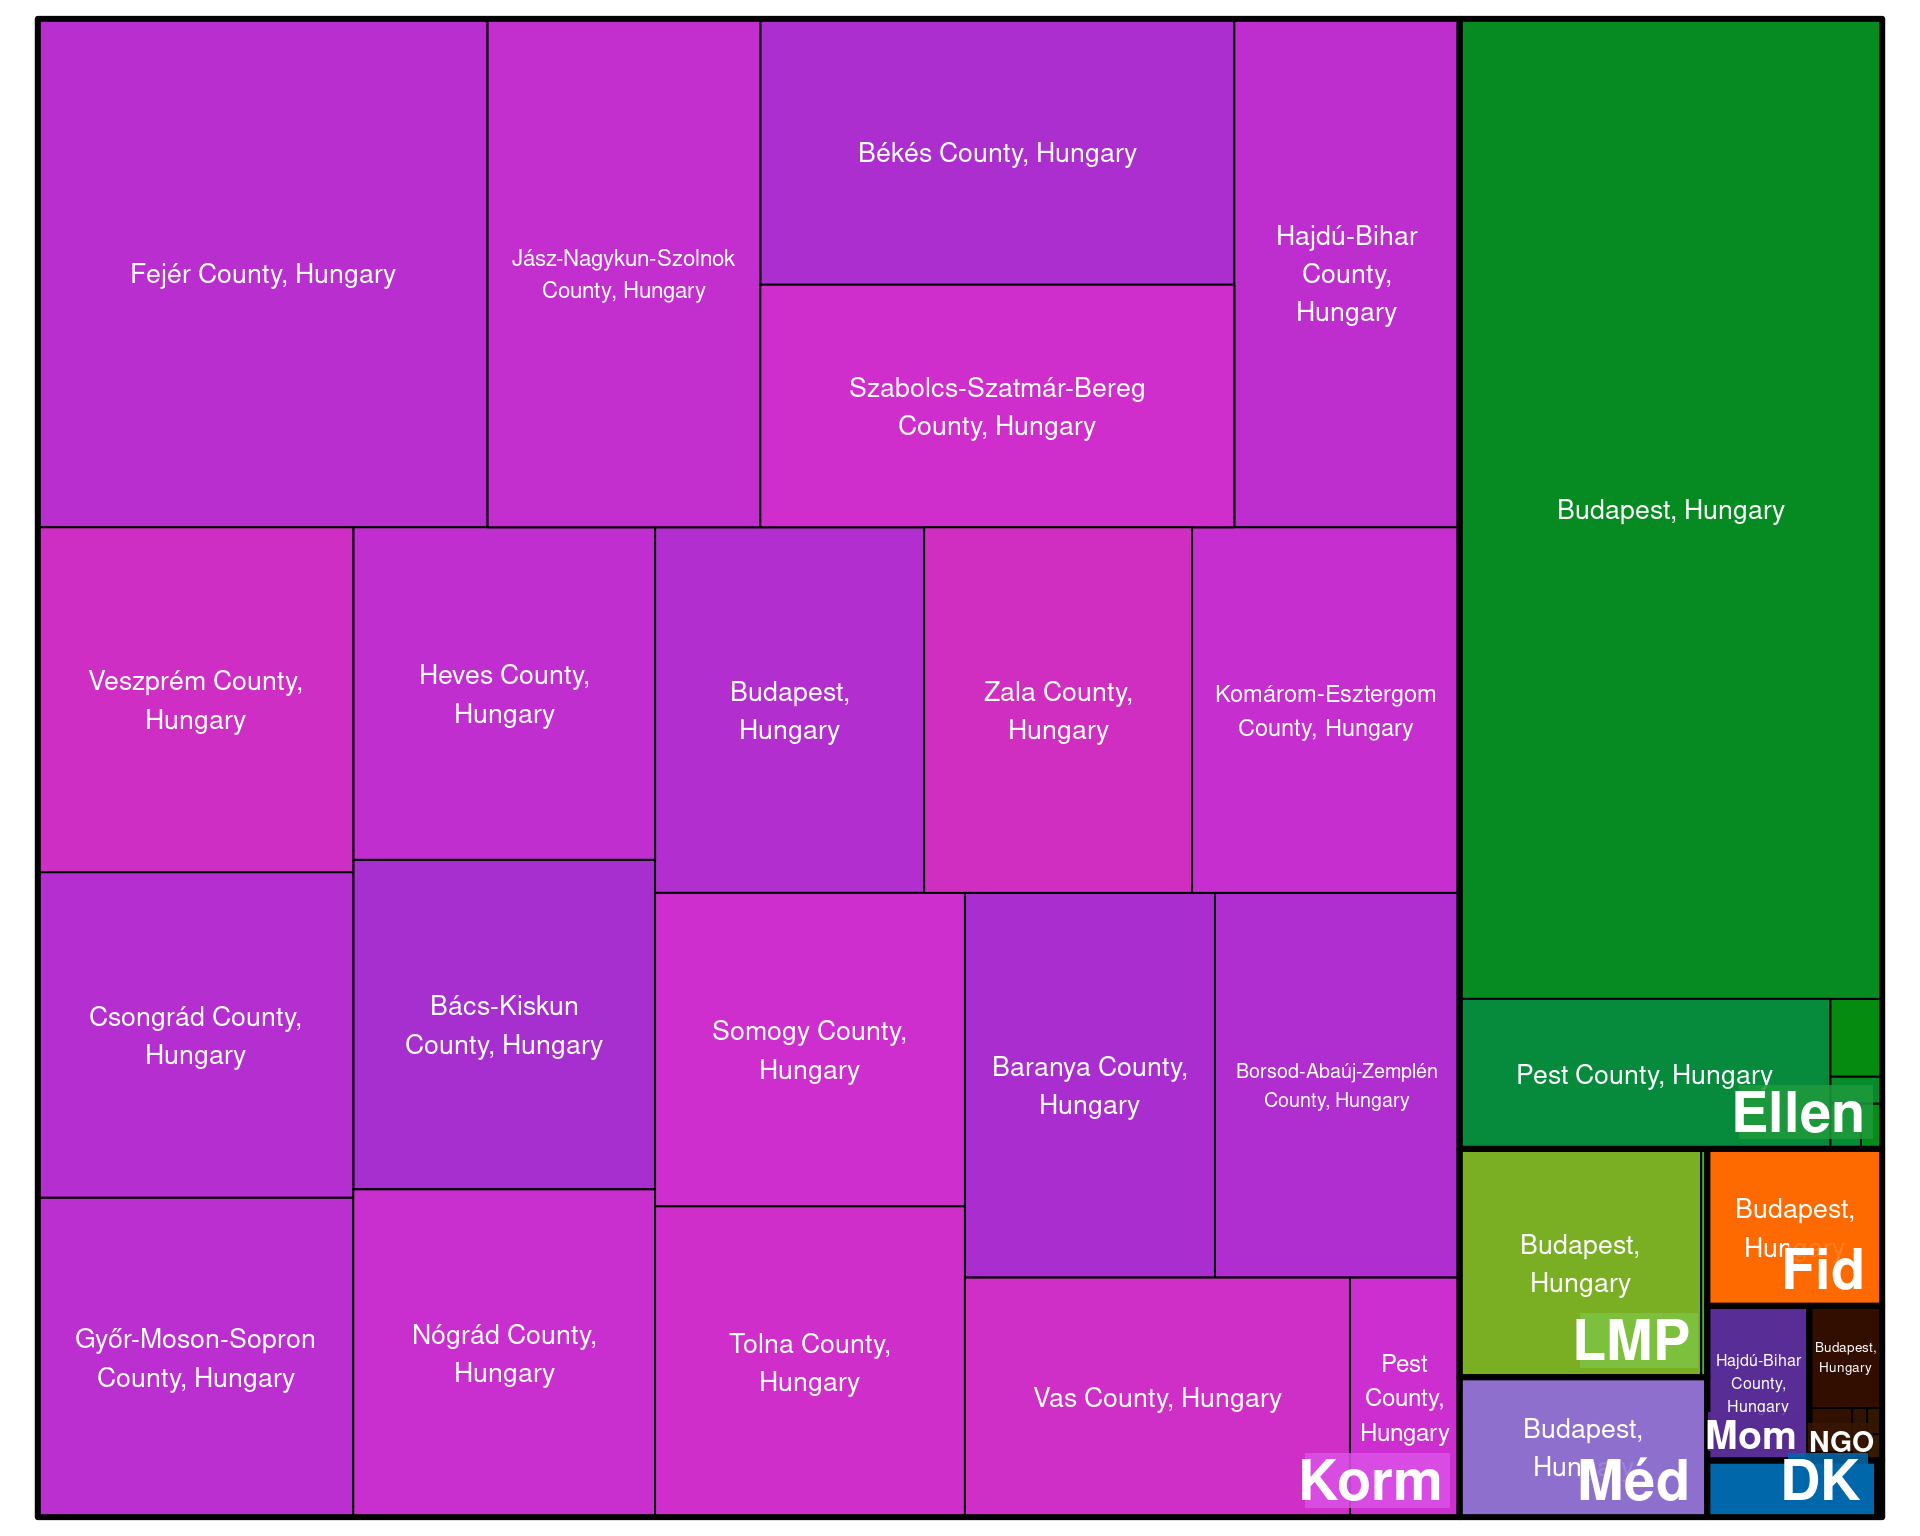 Fejér County, Hungary
Jász-Nagykun-Szolnok
County, Hungary
Békés County, Hungary
Szabolcs-Szatmár-Bereg
County, Hungary
Hajdú-Bihar
County,
Hungary
Veszprém County,
Hungary
Heves County,
Hungary
Budapest,
Hungary
Zala County,
Hungary
Komárom-Esztergom
County, Hungary
Csongrád County,
Hungary
Bács-Kiskun
County, Hungary
Somogy County,
Hungary
Baranya County,
Hungary
Borsod-Abaúj-Zemplén
County, Hungary
Győr-Moson-Sopron
County, Hungary
Nógrád County,
Hungary
Tolna County,
Hungary
Vas County, Hungary
Pest
County,
Hungary
Korm
Budapest, Hungary
Pest County, Hungary
Ellen
Budapest,
Hungary
LMP
Budapest,
Hungary
Fid
Budapest,
Hungary
Méd
Hajdú-Bihar
County,
Hungary
Mom
Budapest,
Hungary
NGO
DK